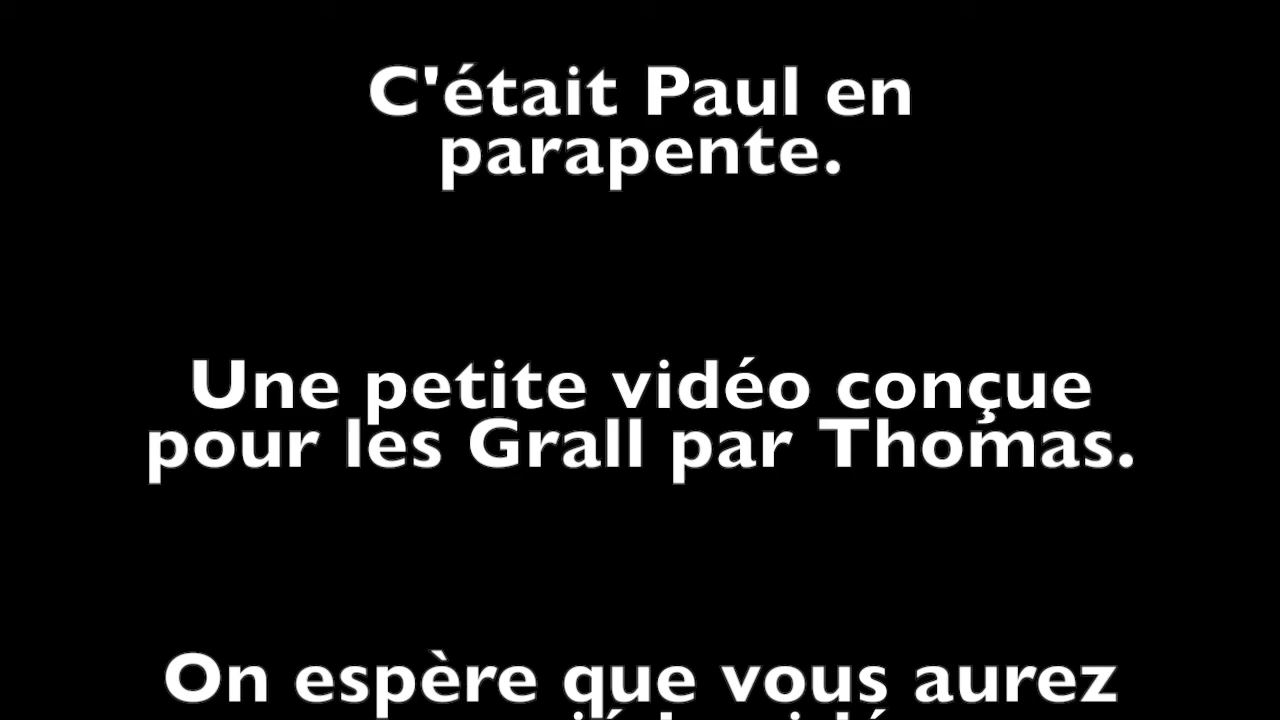 C'était Paul en
parapente.
Une petite vidéo conçue
pour les Grall par Thomas.
On espère que vous aurez